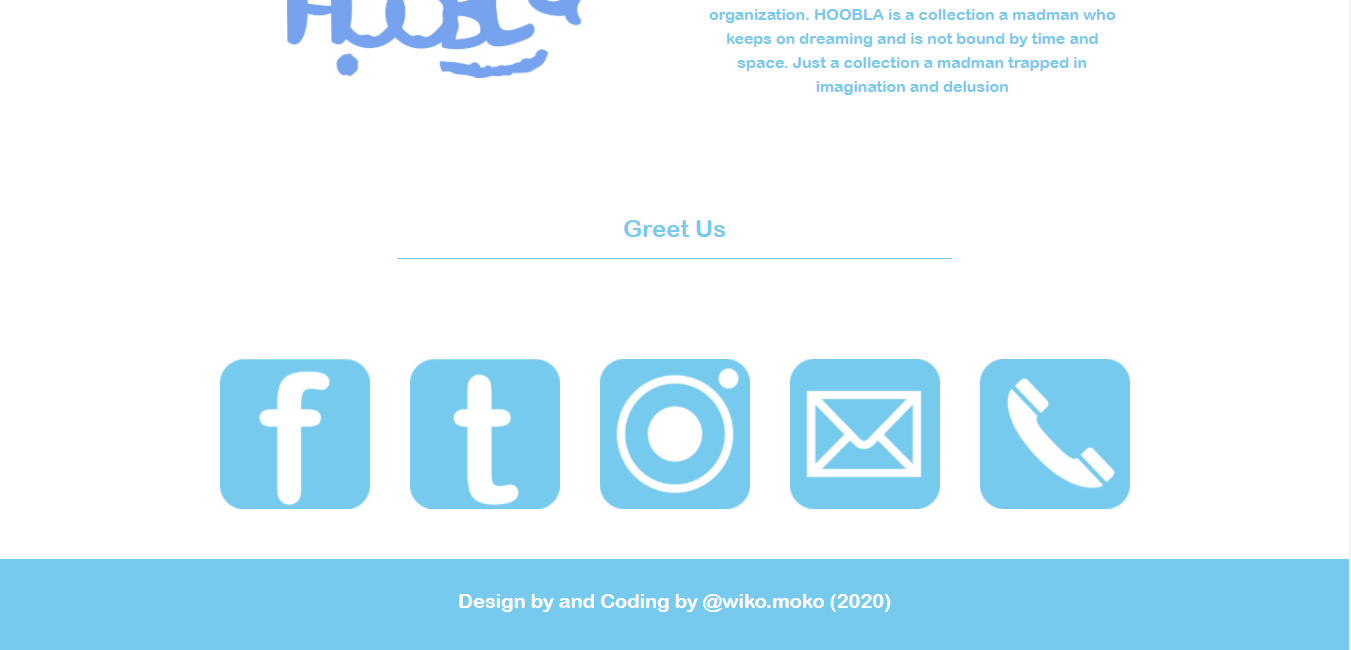 HOOBLA
organization. HOOBLA is a collection a madman who
keeps on dreaming and is not bound by time and
space. Just a collection a madman trapped in
imagination and delusion
Greet Us
f
t
Design by and Coding by @wiko.moko (2020)